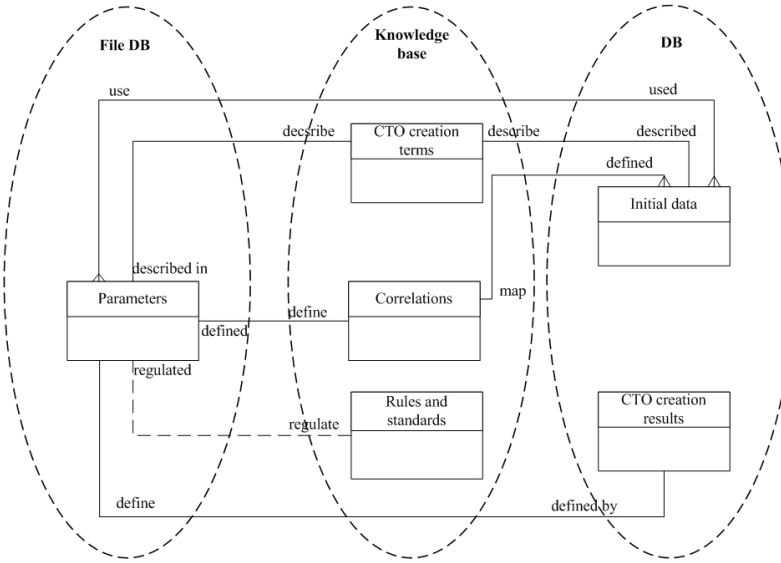 File DB
Knowledge
base
DB
use
used
decsribe
CTO creation
terms
describe
described
defined
Initial data
described in
Parameters
Correlations
map
define
defined
regulated
Rules and
standards
regulate
CTO creation
results
define
defined by